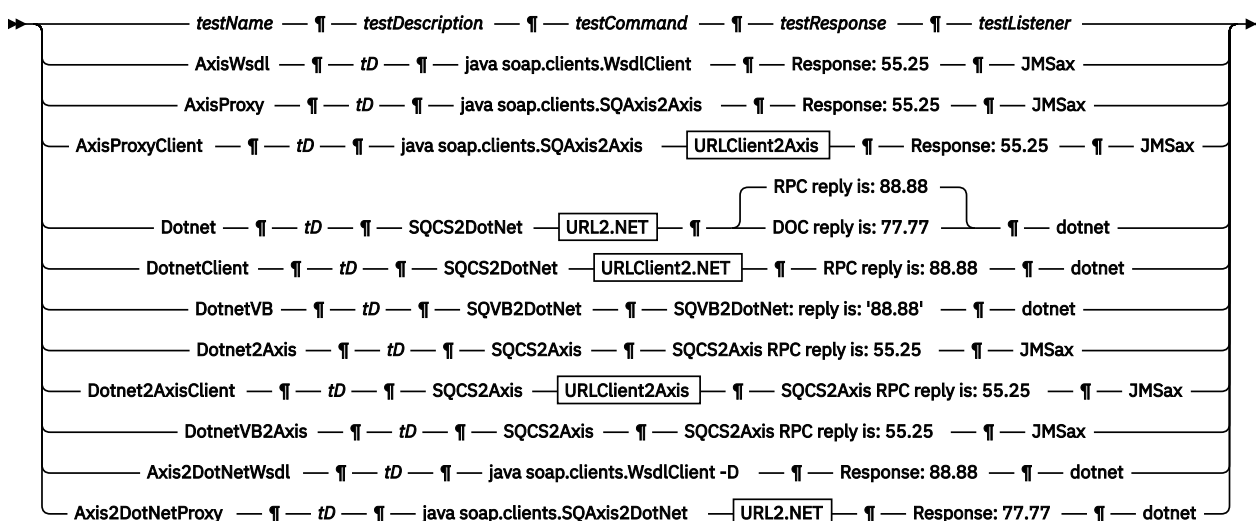 testName ¶ testDescription ¶ testCommand ¶ testResponse ¶ testListener
AxisWsdl ¶ tD ¶ java soap.clients.WsdlClient ¶ Response: 55.25 ¶ JMSax
AxisProxy ¶ tD ¶ java soap.clients.SQAxis2Axis ¶ Response: 55.25 ¶ JMSax
AxisProxyClient ¶ tD ¶ java soap.clients.SQAxis2Axis URLClient2Axis ¶ Response: 55.25 ¶ JMSax
RPC reply is: 88.88
Dotnet ¶ tD ¶ SQCS2DotNet URL2.NET ¶ DOC reply is: 77.77 ¶ dotnet
DotnetClient ¶ tD ¶ SQCS2DotNet URLClient2.NET ¶ RPC reply is: 88.88 ¶ dotnet
DotnetVB ¶ tD ¶ SQVB2DotNet ¶ SQVB2DotNet: reply is: '88.88' ¶ dotnet
Dotnet2Axis ¶ tD ¶ SQCS2Axis ¶ SQCS2Axis RPC reply is: 55.25 ¶ JMSax
Dotnet2AxisClient ¶ tD ¶ SQCS2Axis URLClient2Axis ¶ SQCS2Axis RPC reply is: 55.25 ¶ JMSax
DotnetVB2Axis ¶ tD ¶ SQCS2Axis ¶ SQCS2Axis RPC reply is: 55.25 ¶ JMSax
Axis2DotNetWsdl ¶ tD ¶ java soap.clients.WsdlClient -D ¶ Response: 88.88 ¶ dotnet
Axis2DotNetProxy ¶ tD ¶ java soap.clients.SQAxis2DotNet URL2.NET ¶ Response: 77.77 ¶ dotnet